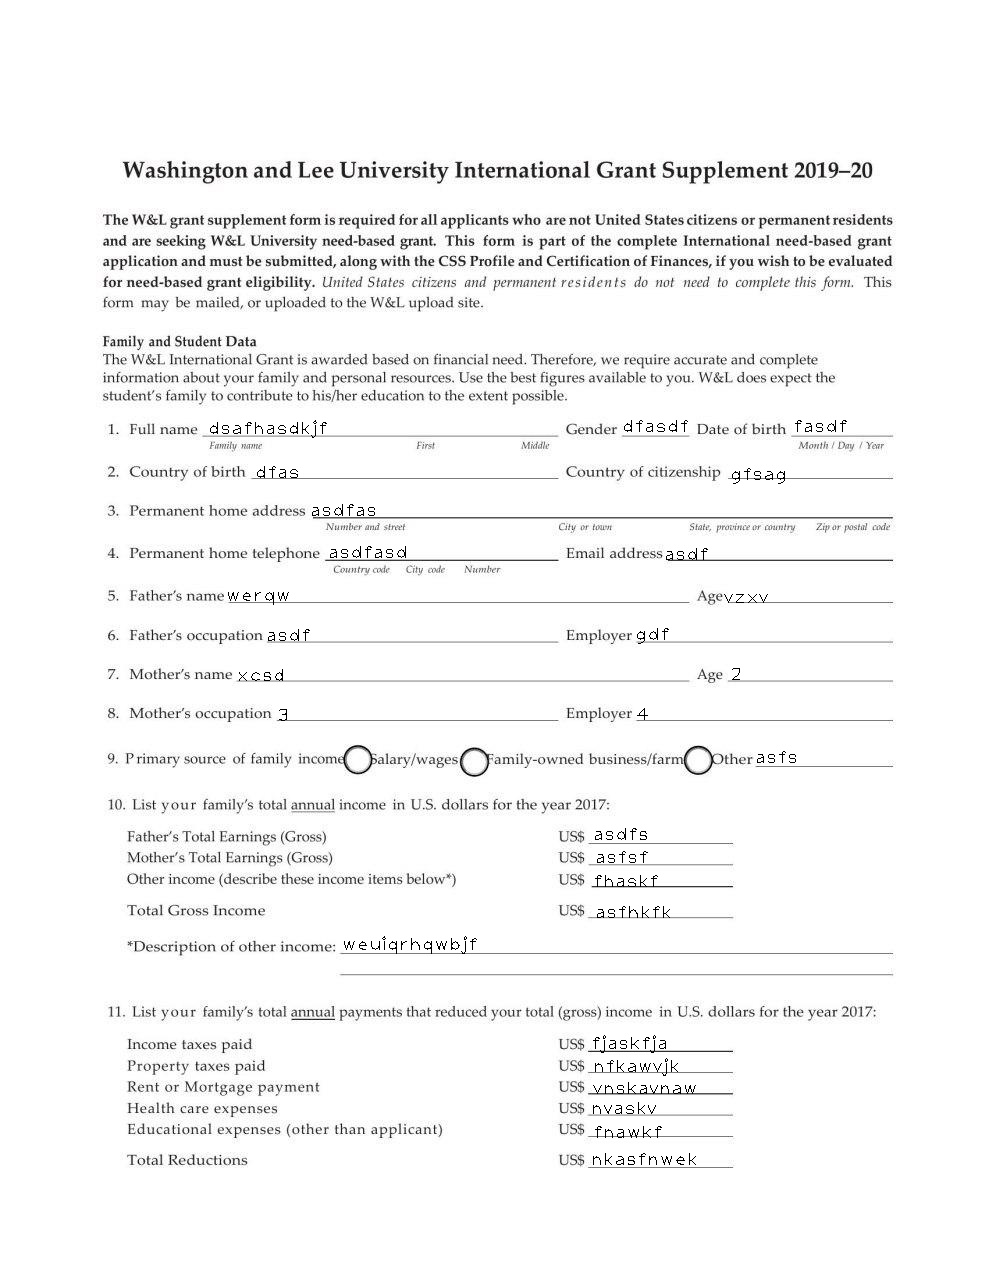 Washington and Lee University International Grant Supplement 2019–20
The W&L grant supplement form is required for all applicants who are not United States citizens or permanent residents
and are seeking W&L University need-based grant. This form is part of the complete International need-based grant
application and must be submitted, along with the CSS Profile and Certification of Finances, if you wish to be evaluated
for need-based grant eligibility. United States citizens and permanent residents do not need to complete this form. This
form may be mailed, or uploaded to the W&L upload site.
Family and Student Data
The W&L International Grant is awarded based on financial need. Therefore, we require accurate and complete
information about your family and personal resources. Use the best figures available to you. W&L does expect the
student's family to contribute to his/her education to the extent possible.
1. Full name dsafhasdkjf Gender dfasdf Date of birth fasdf
Family name First Middle Month / Day / Year
2. Country of birth dfas Country of citizenship gfsag
3. Permanent home address asdfas
Number and street City or town State, province or country Zip or postal code
4. Permanent home telephone asdfasd Email address asdf
Country code City code Number
5. Father's name werqw Age vzxv
6. Father's occupation asdf Employer gdf
7. Mother's name xcsd Age 2
8. Mother's occupation 3 Employer 4
9. Primary source of family income Salary/wages Family-owned business/farm Other asfs
10. List your family's total annual income in U.S. dollars for the year 2017:
Father's Total Earnings (Gross) US$ asdfs
Mother's Total Earnings (Gross) US$ asfsf
Other income (describe these income items below*) US$ fhaskf
Total Gross Income US$ asfhkfk
*Description of other income: weuiqrhqwbjf
11. List your family's total annual payments that reduced your total (gross) income in U.S. dollars for the year 2017:
Income taxes paid US$ fjaskfja
Property taxes paid US$ nfkawvjk
Rent or Mortgage payment US$ vnskavnaw
Health care expenses US$ nvaskv
Educational expenses (other than applicant) US$ fnawkf
Total Reductions US$ nkasfnwek